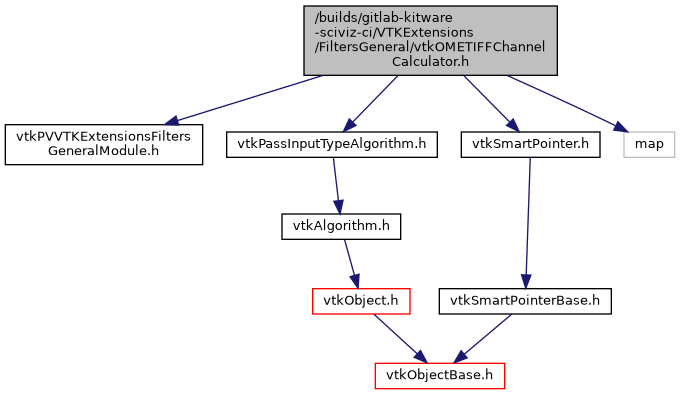 /builds/gitlab-kitware
-sciviz-ci/VTKExtensions
/FiltersGeneral/vtkOMETIFFChannel
Calculator.h
vtkPVVTKExtensionsFilters
GeneralModule.h
vtkPassInputTypeAlgorithm.h
vtkSmartPointer.h
map
vtkAlgorithm.h
vtkObject.h
vtkSmartPointerBase.h
vtkObjectBase.h